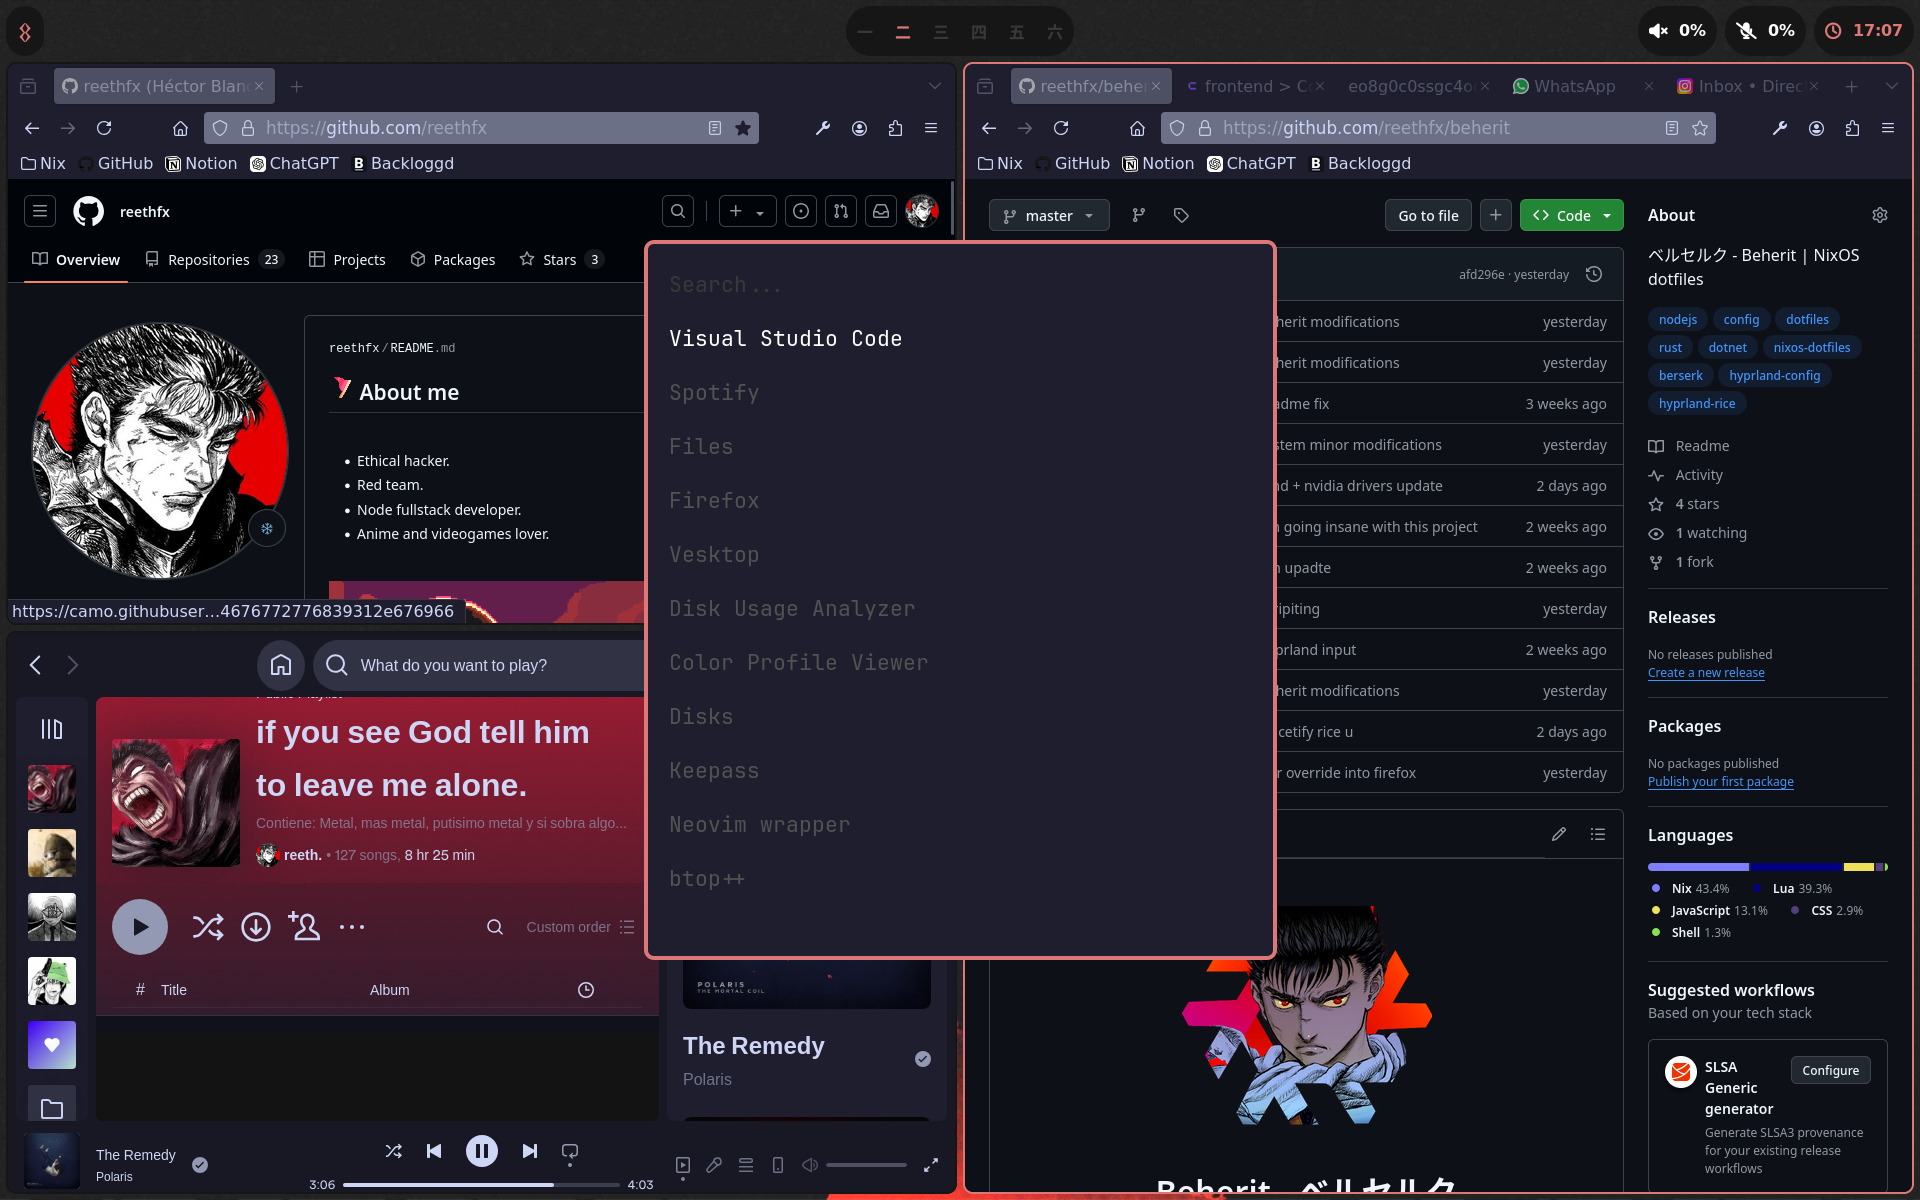 一 二 三 四 五 六
0% 0% 17:07
reethfx (Héctor Blan
https://github.com/reethfx
Nix GitHub Notion ChatGPT Backloggd
reethfx
Overview Repositories 23 Projects Packages Stars 3
reethfx/README.md
About me
Ethical hacker.
Red team.
Node fullstack developer.
Anime and videogames lover.
https://camo.githubuser...4676772776839312e676966
What do you want to play?
if you see God tell him
to leave me alone.
Contiene: Metal, mas metal, putisimo metal y si sobra algo...
reeth. • 127 songs, 8 hr 25 min
Custom order
# Title Album
POLARIS
THE MORTAL COIL
The Remedy
Polaris
The Remedy
Polaris
3:06 4:03
Search...
Visual Studio Code
Spotify
Files
Firefox
Vesktop
Disk Usage Analyzer
Color Profile Viewer
Disks
Keepass
Neovim wrapper
btop++
reethfx/behe frontend > C eo8g0c0ssgc4o WhatsApp Inbox • Direc
https://github.com/reethfx/beherit
Nix GitHub Notion ChatGPT Backloggd
master Go to file Code
afd296e · yesterday
herit modifications yesterday
herit modifications yesterday
adme fix 3 weeks ago
stem minor modifications yesterday
nd + nvidia drivers update 2 days ago
going insane with this project 2 weeks ago
upadte 2 weeks ago
ripiting yesterday
prland input 2 weeks ago
herit modifications yesterday
cetify rice u 2 days ago
r override into firefox yesterday
Beherit - ベルセルク
About
ベルセルク - Beherit | NixOS
dotfiles
nodejs config dotfiles
rust dotnet nixos-dotfiles
berserk hyprland-config
hyprland-rice
Readme
Activity
4 stars
1 watching
1 fork
Releases
No releases published
Create a new release
Packages
No packages published
Publish your first package
Languages
Nix 43.4% Lua 39.3%
JavaScript 13.1% CSS 2.9%
Shell 1.3%
Suggested workflows
Based on your tech stack
SLSA
Generic
generator
Configure
Generate SLSA3 provenance
for your existing release
workflows